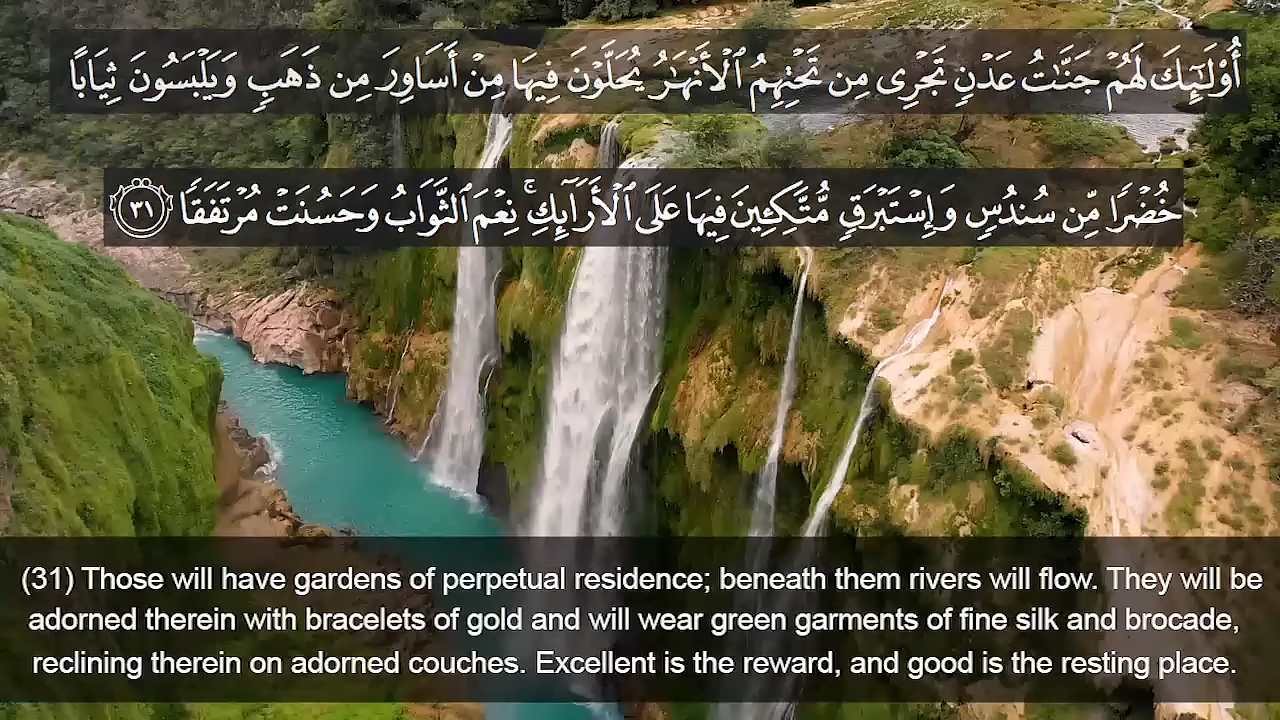 أُو۟لَـٰٓئِكَ لَهُمْ جَنَّـٰتُ عَدْنٍ تَجْرِى مِن تَحْتِهِمُ ٱلْأَنْهَـٰرُ يُحَلَّوْنَ فِيهَا مِنْ أَسَاوِرَ مِن ذَهَبٍ وَيَلْبَسُونَ ثِيَابًا
خُضْرًا مِّن سُندُسٍ وَإِسْتَبْرَقٍ مُّتَّكِـِٔينَ فِيهَا عَلَى ٱلْأَرَآئِكِ ۚ نِعْمَ ٱلثَّوَابُ وَحَسُنَتْ مُرْتَفَقًا ٣١
(31) Those will have gardens of perpetual residence; beneath them rivers will flow. They will be
adorned therein with bracelets of gold and will wear green garments of fine silk and brocade,
reclining therein on adorned couches. Excellent is the reward, and good is the resting place.